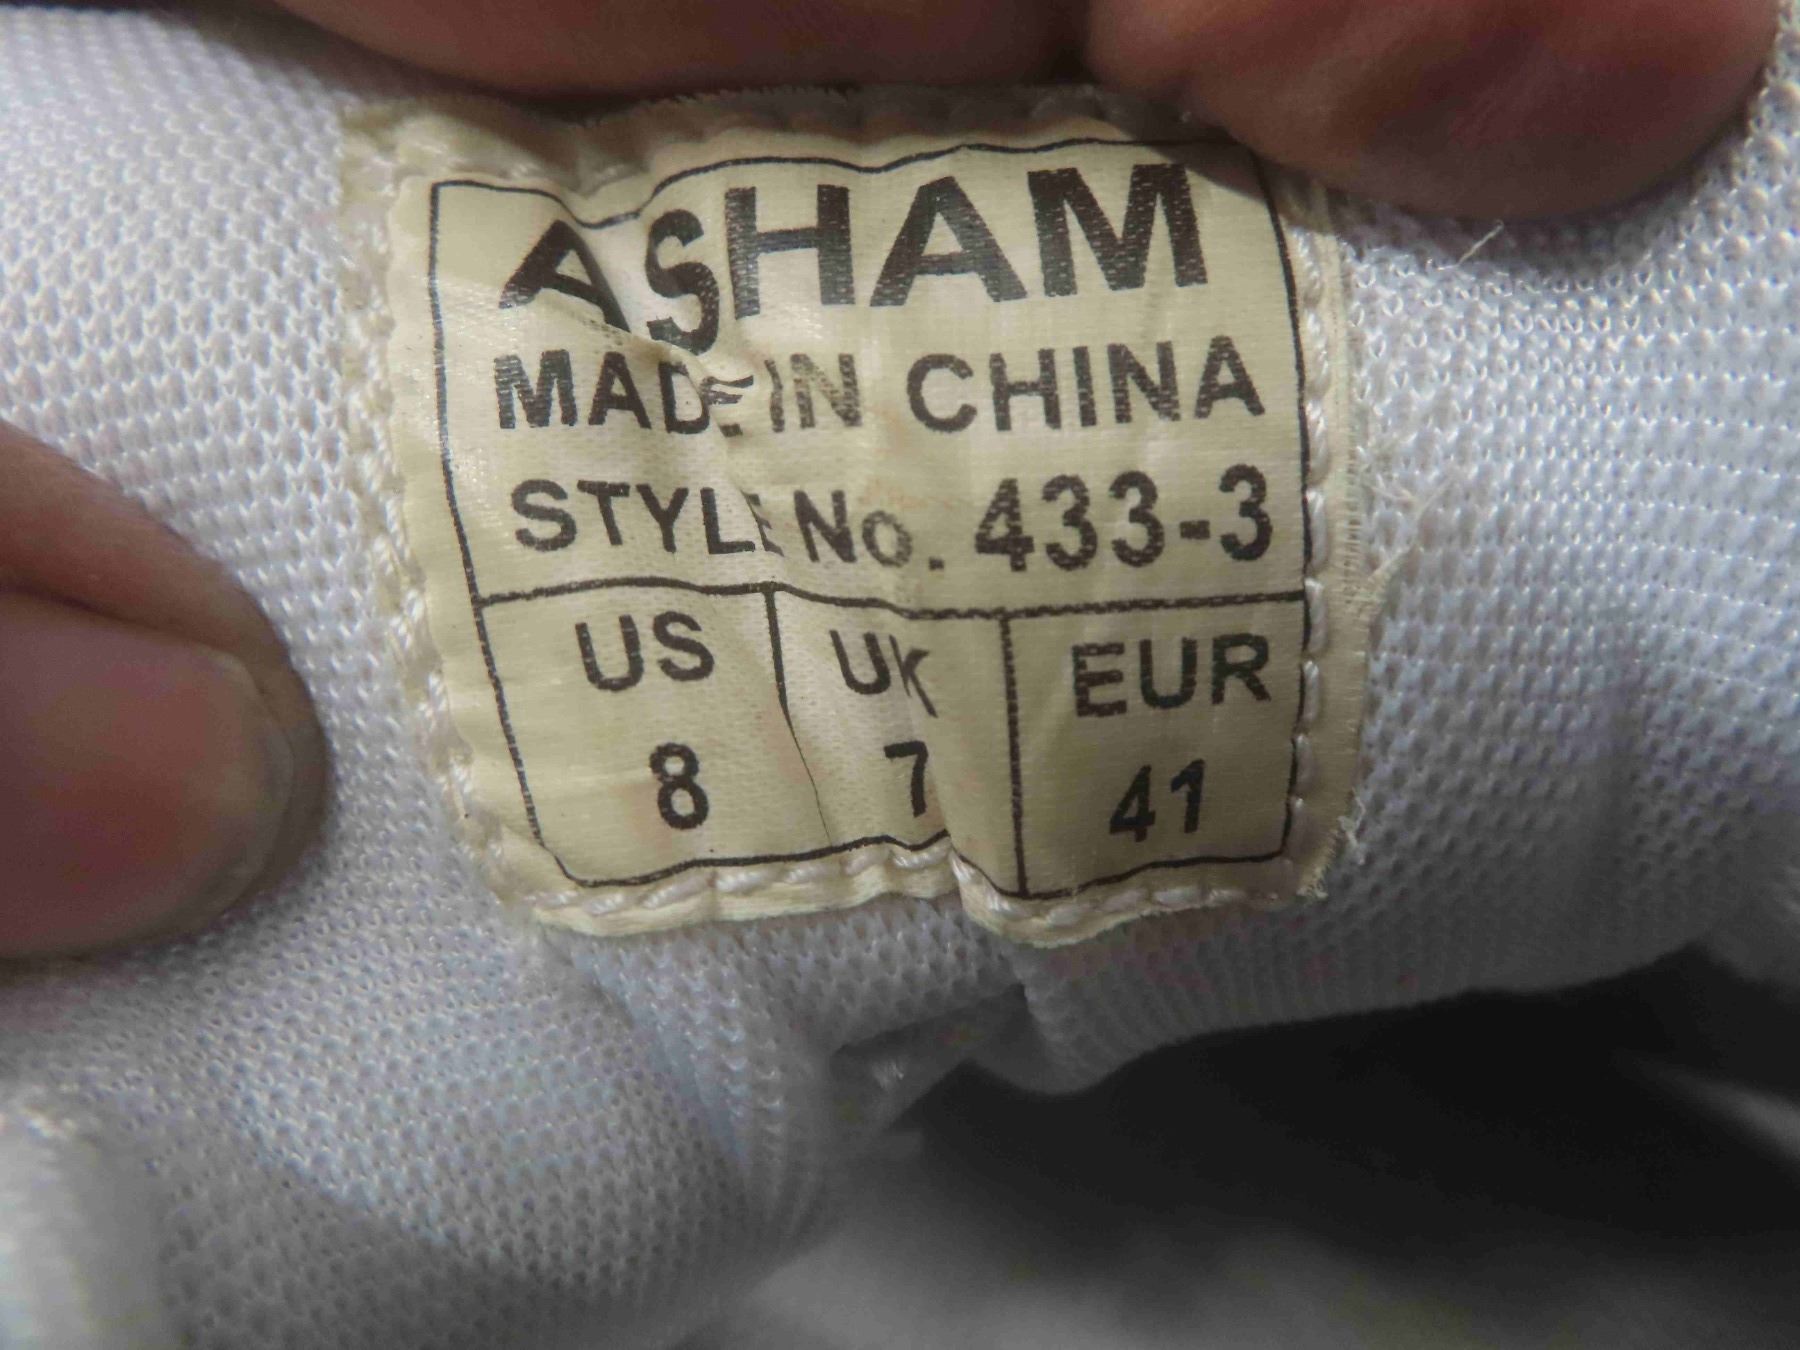 ASHAM
MADE IN CHINA
STYLE No. 433-3
US UK EUR
8 7 41